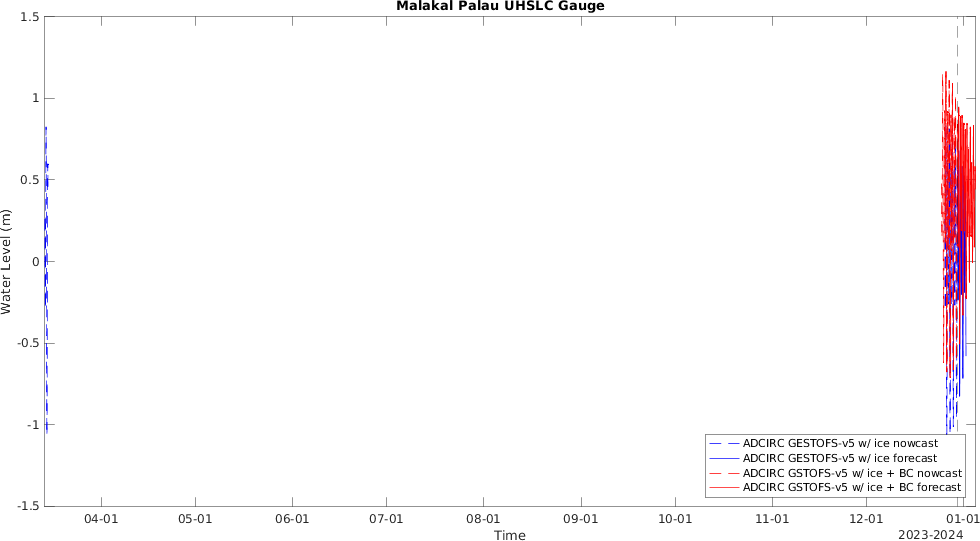 Malakal Palau UHSLC Gauge
1.5
1
0.5
0
-0.5
-1
-1.5
Water Level (m)
04-01
05-01
06-01
07-01
08-01
09-01
10-01
11-01
12-01
01-01
Time
2023-2024
ADCIRC GESTOFS-v5 w/ ice nowcast
ADCIRC GESTOFS-v5 w/ ice forecast
ADCIRC GSTOFS-v5 w/ ice + BC nowcast
ADCIRC GSTOFS-v5 w/ ice + BC forecast